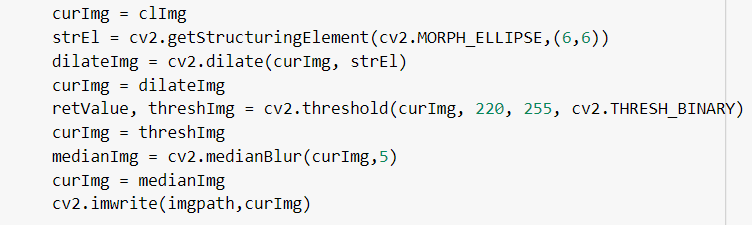 curImg = clImg
strEl = cv2.getStructuringElement(cv2.MORPH_ELLIPSE,(6,6))
dilateImg = cv2.dilate(curImg, strEl)
curImg = dilateImg
retValue, threshImg = cv2.threshold(curImg, 220, 255, cv2.THRESH_BINARY)
curImg = threshImg
medianImg = cv2.medianBlur(curImg,5)
curImg = medianImg
cv2.imwrite(imgpath,curImg)